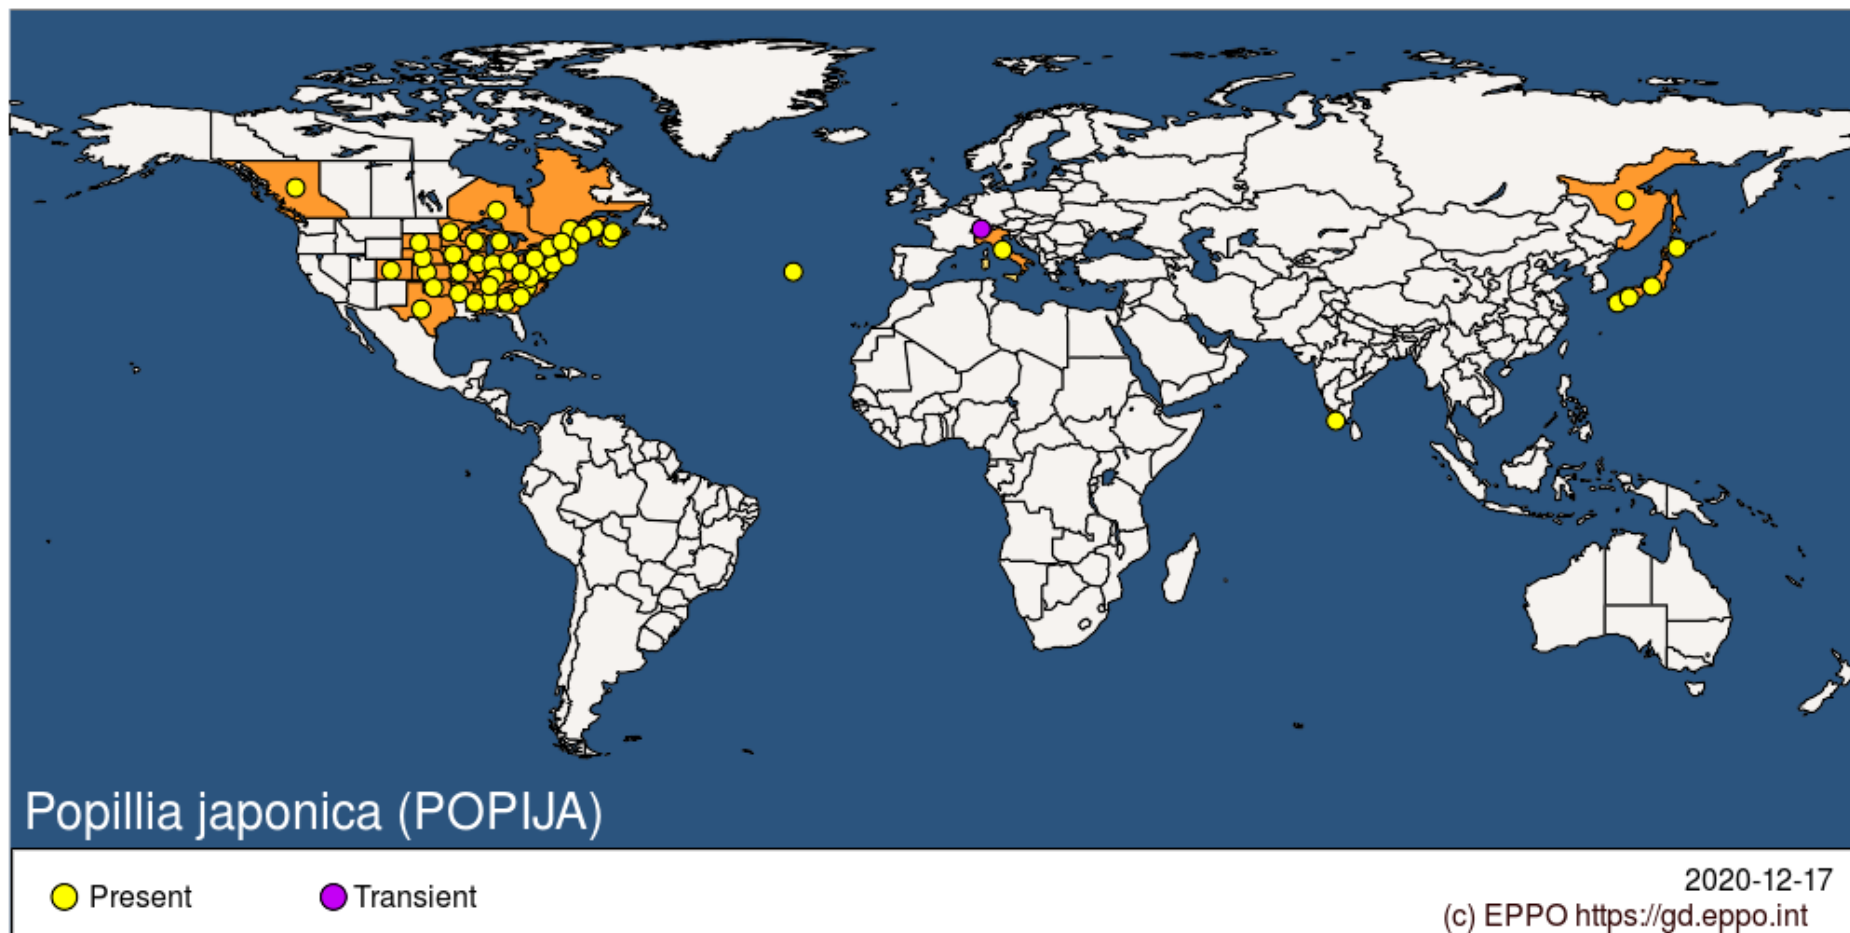 Popillia japonica (POPIJA)
Present
Transient
2020-12-17
(c) EPPO https://gd.eppo.int